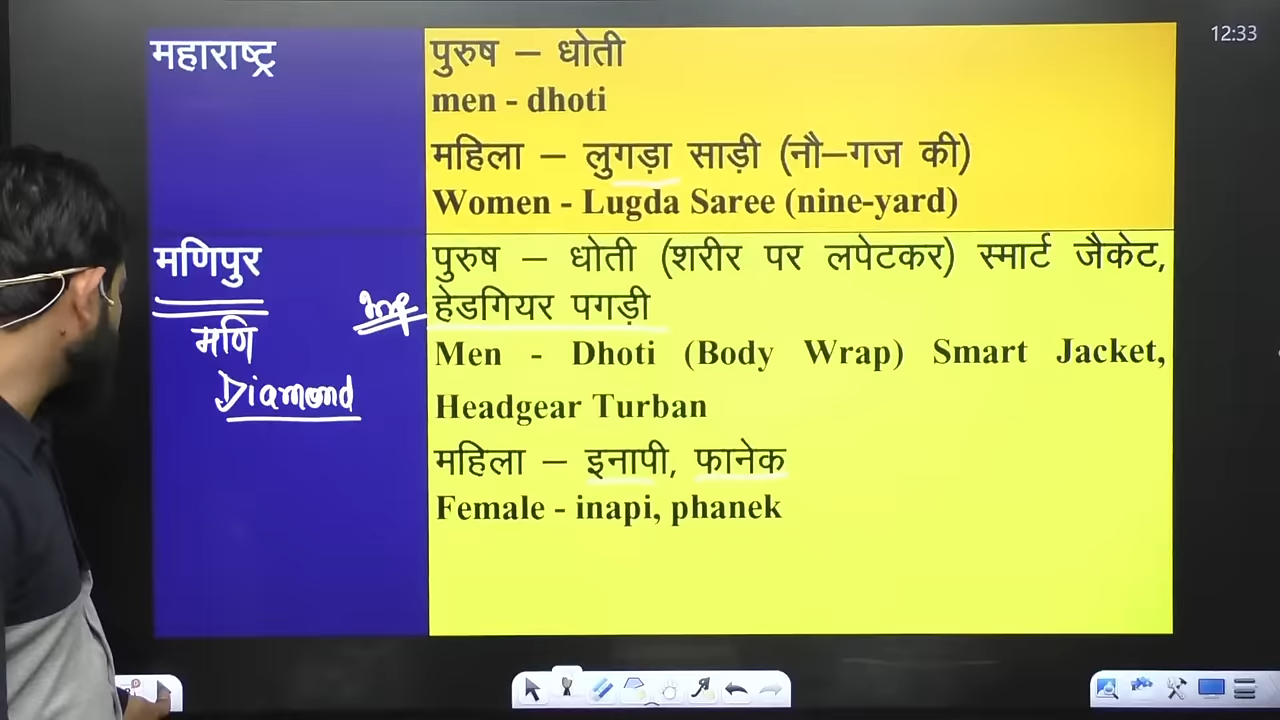 12:33
महाराष्ट्र
पुरुष – धोती
men - dhoti
महिला – लुगड़ा साड़ी (नौ–गज की)
Women - Lugda Saree (nine-yard)
मणिपुर
मणि
Diamond
पुरुष – धोती (शरीर पर लपेटकर) स्मार्ट जैकेट,
हेडगियर पगड़ी
Men - Dhoti (Body Wrap) Smart Jacket,
Headgear Turban
महिला – इनापी, फानेक
Female - inapi, phanek